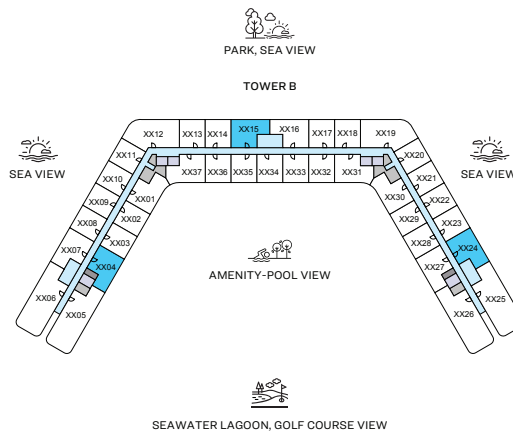 PARK, SEA VIEW
TOWER B
SEA VIEW
SEA VIEW
XX12
XX13
XX14
XX15
XX16
XX17
XX18
XX19
XX11
XX37
XX36
XX35
XX34
XX33
XX32
XX31
XX20
XX10
XX01
XX30
XX21
XX09
XX02
XX29
XX22
XX08
XX03
XX28
XX23
XX07
XX04
XX27
XX24
XX06
XX05
XX26
XX25
AMENITY-POOL VIEW
SEAWATER LAGOON, GOLF COURSE VIEW